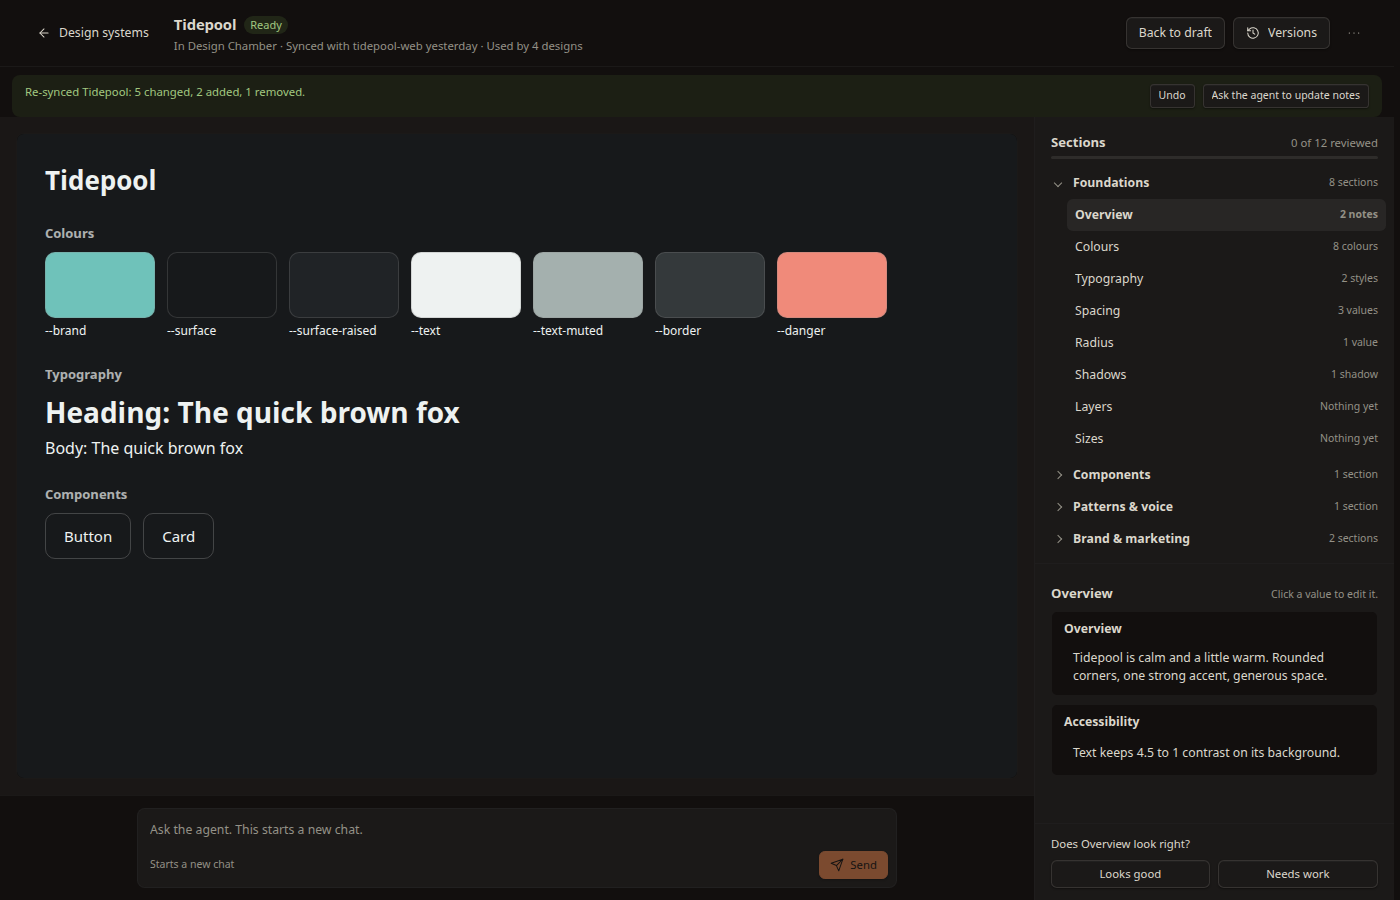 Design systems
Tidepool Ready
In Design Chamber · Synced with tidepool-web yesterday · Used by 4 designs
Back to draft
Versions
...
Re-synced Tidepool: 5 changed, 2 added, 1 removed.
Undo
Ask the agent to update notes
Tidepool
Colours
--brand
--surface
--surface-raised
--text
--text-muted
--border
--danger
Typography
Heading: The quick brown fox
Body: The quick brown fox
Components
Button
Card
Ask the agent. This starts a new chat.
Starts a new chat
Send
Sections 0 of 12 reviewed
Foundations 8 sections
Overview 2 notes
Colours 8 colours
Typography 2 styles
Spacing 3 values
Radius 1 value
Shadows 1 shadow
Layers Nothing yet
Sizes Nothing yet
Components 1 section
Patterns & voice 1 section
Brand & marketing 2 sections
Overview Click a value to edit it.
Overview
Tidepool is calm and a little warm. Rounded
corners, one strong accent, generous space.
Accessibility
Text keeps 4.5 to 1 contrast on its background.
Does Overview look right?
Looks good
Needs work